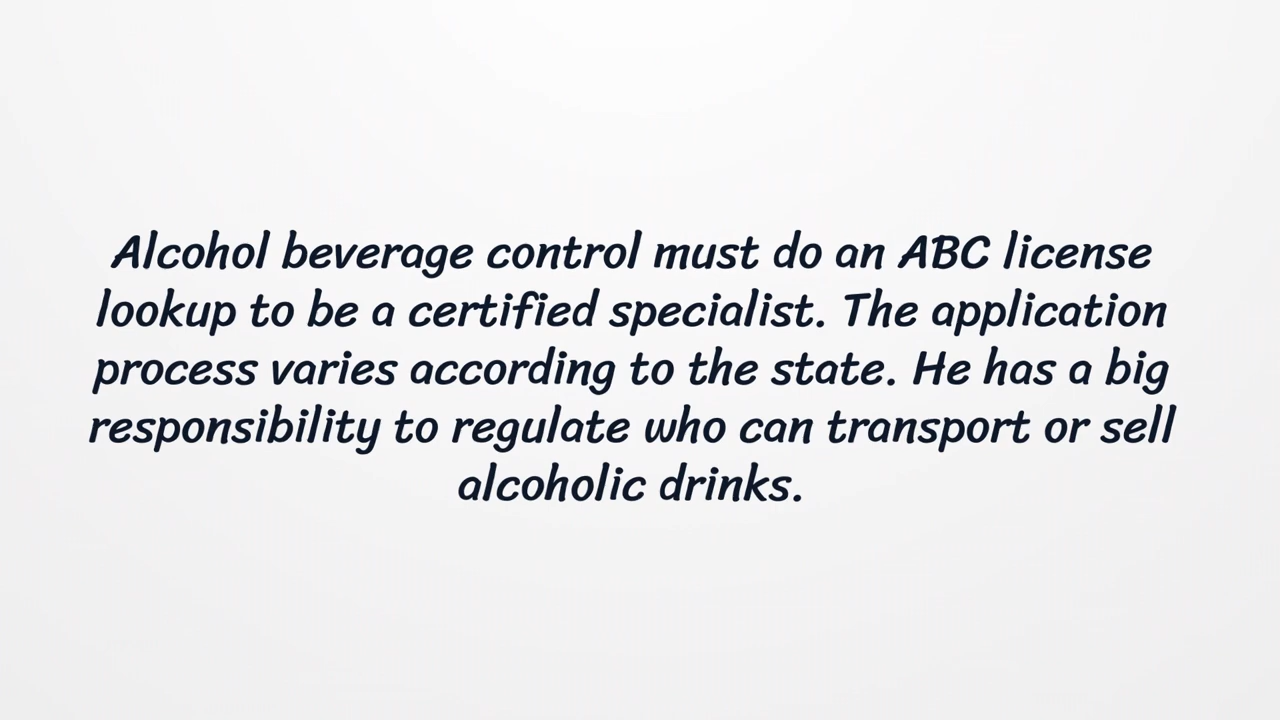 Alcohol beverage control must do an ABC license
lookup to be a certified specialist. The application
process varies according to the state. He has a big
responsibility to regulate who can transport or sell
alcoholic drinks.